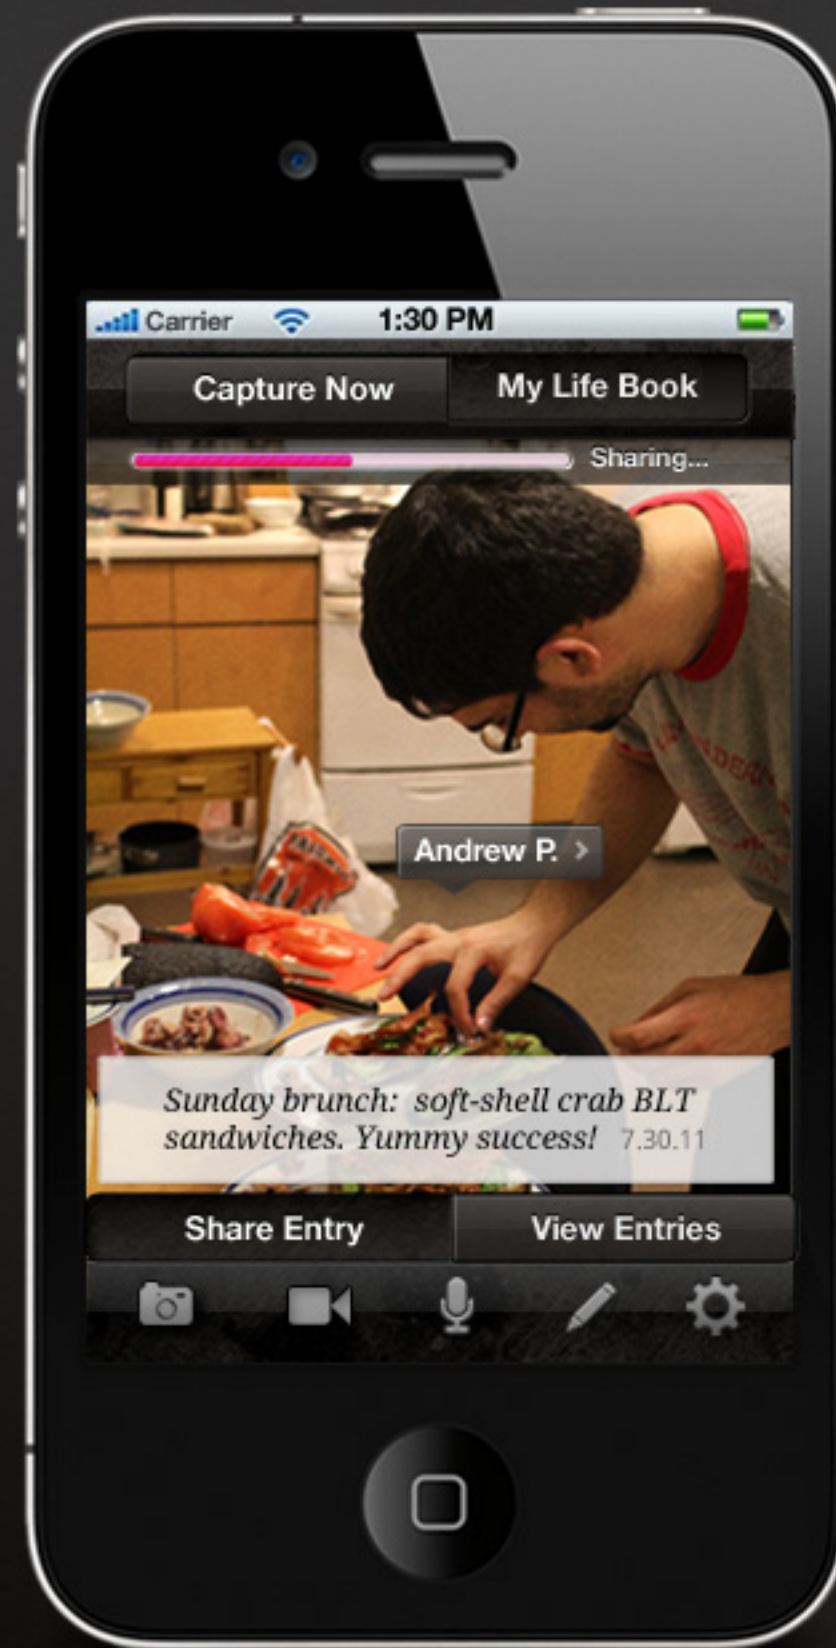 Carrier 1:30 PM
Capture Now My Life Book
Sharing...
Andrew P.
Sunday brunch: soft-shell crab BLT
sandwiches. Yummy success! 7.30.11
Share Entry View Entries